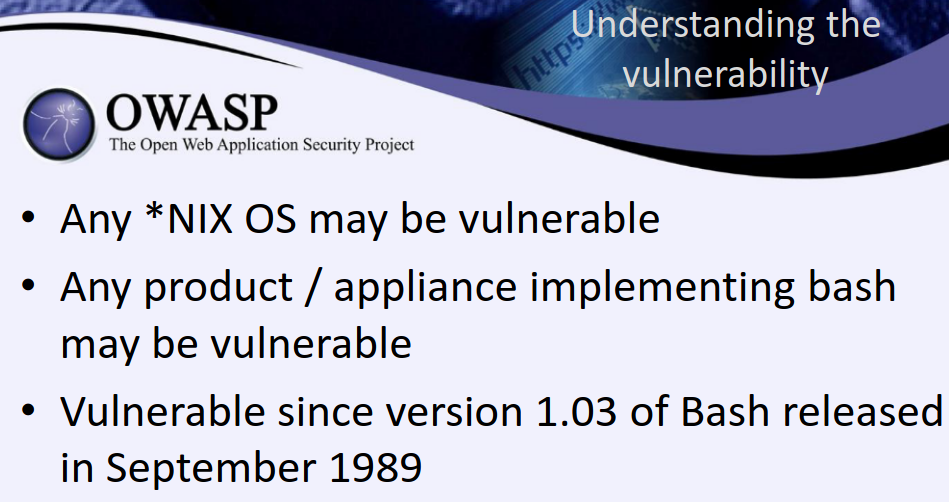 Understanding the
vulnerability
https
OWASP
The Open Web Application Security Project
• Any *NIX OS may be vulnerable
• Any product / appliance implementing bash
may be vulnerable
• Vulnerable since version 1.03 of Bash released
in September 1989